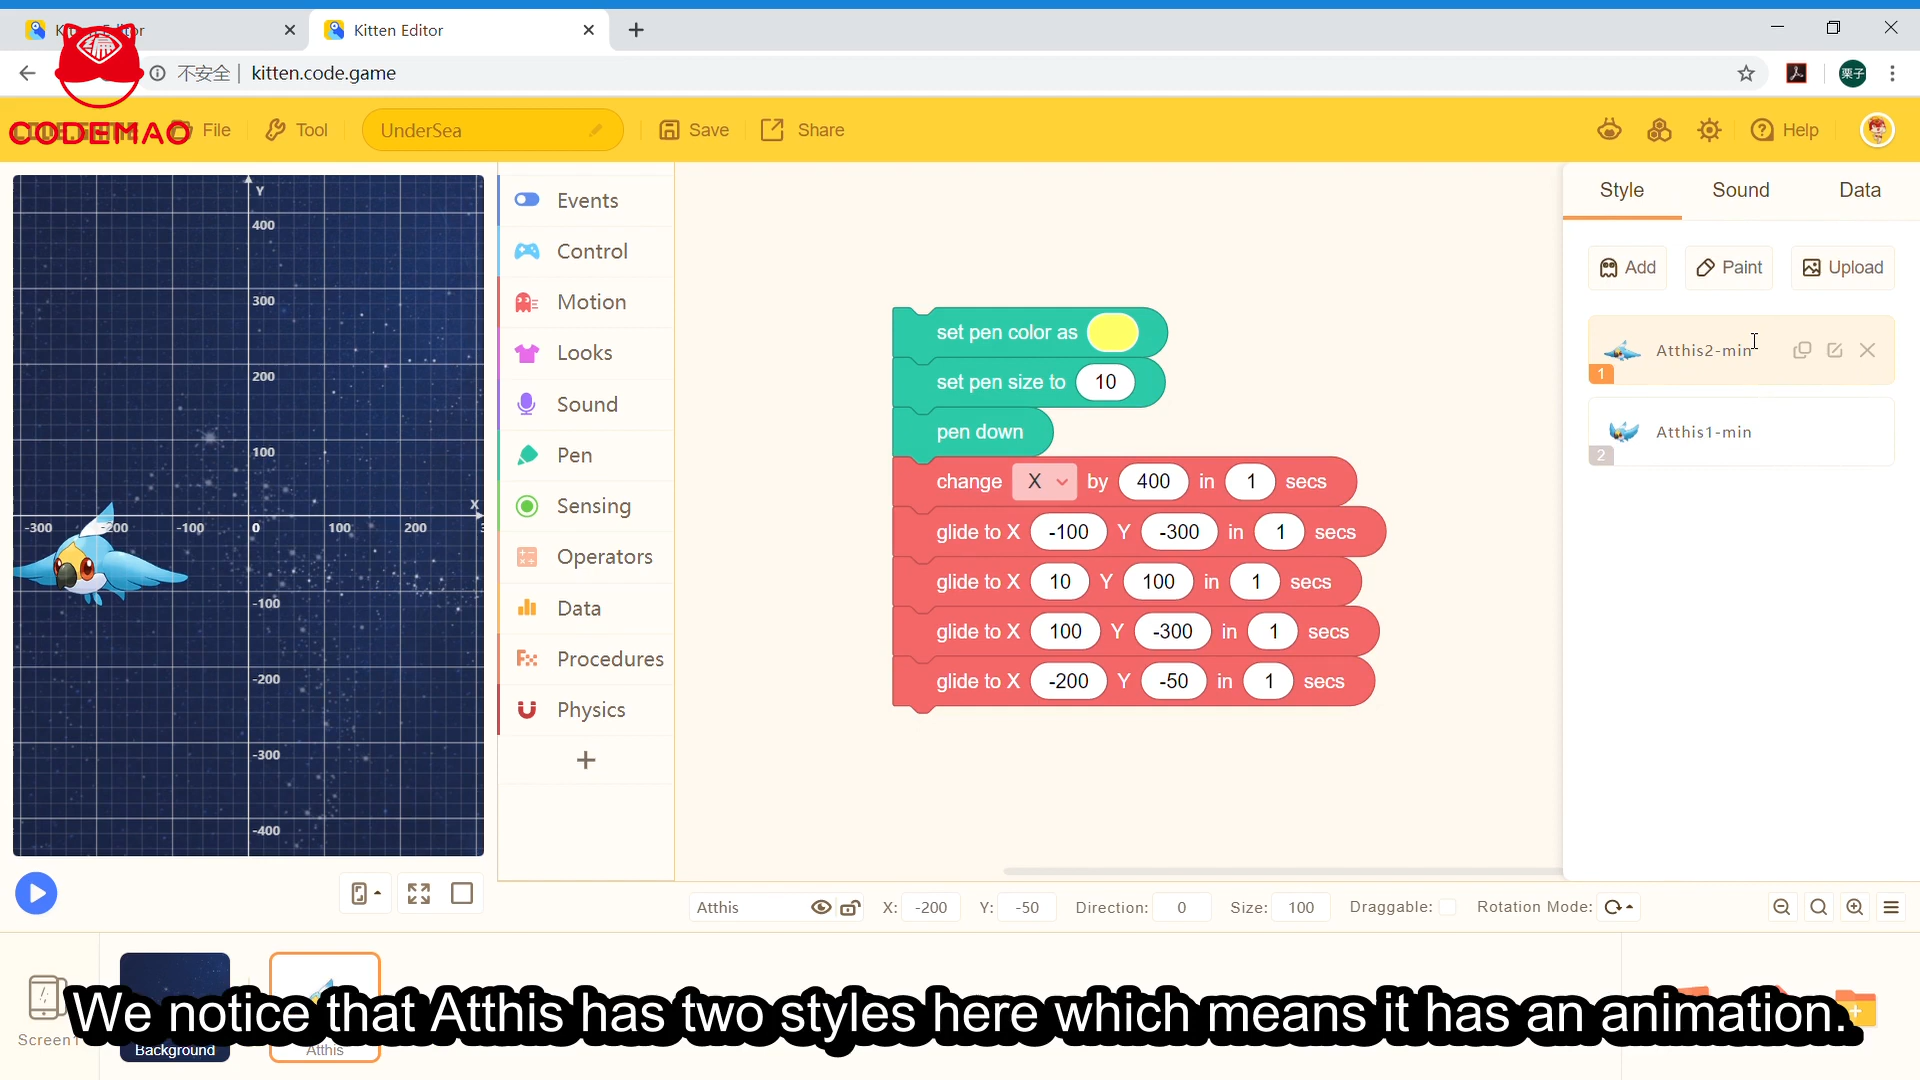 Kitten Editor
不安全
kitten.code.game
栗子
编
CODEMAO
File
Tool
UnderSea
Save
Share
Help
Y
400
300
200
100
X
-300
-200
-100
0
100
200
-100
-200
-300
-400
Events
Control
Motion
Looks
Sound
Pen
Sensing
Operators
Data
Procedures
Physics
set pen color as
set pen size to 10
pen down
change X by 400 in 1 secs
glide to X -100 Y -300 in 1 secs
glide to X 10 Y 100 in 1 secs
glide to X 100 Y -300 in 1 secs
glide to X -200 Y -50 in 1 secs
Style Sound Data
Add Paint Upload
Atthis2-min
1
Atthis1-min
2
Atthis X: -200 Y: -50 Direction: 0 Size: 100 Draggable: Rotation Mode:
We notice that Atthis has two styles here which means it has an animation.
Screen1
Background
Atthis